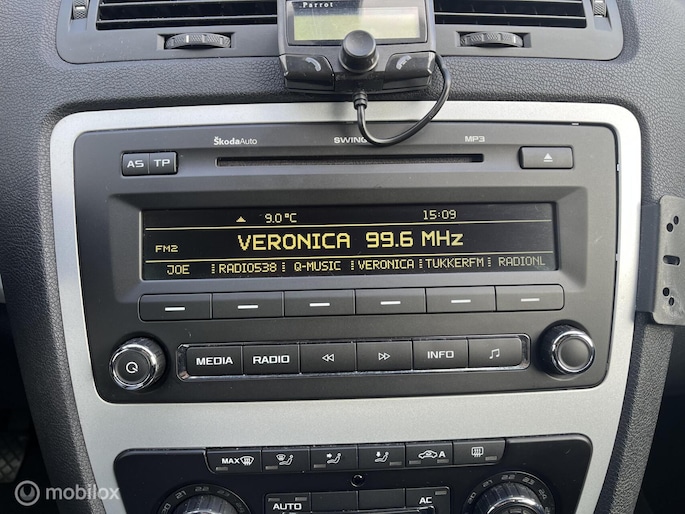 Parrot
ŠkodaAuto SWING MP3
AS TP
9.0 °C 15:09
FM2 VERONICA 99.6 MHz
JOE RADIO538 Q-MUSIC VERONICA TUKKERFM RADIONL
MEDIA RADIO INFO
MAX A
AUTO AC
mobilox